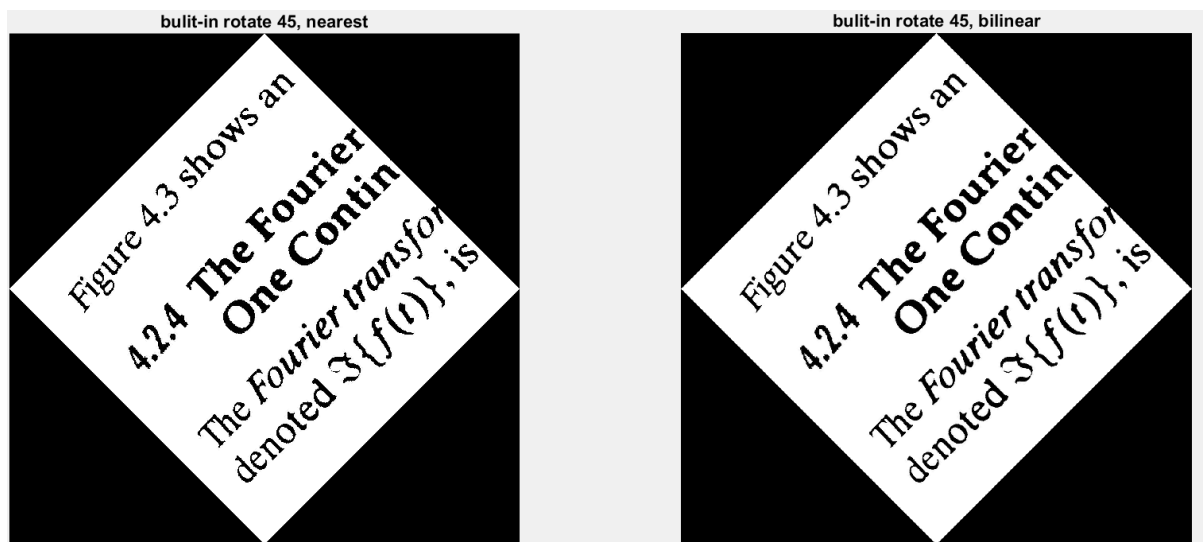 bulit-in rotate 45, nearest
Figure 4.3 shows an
4.2.4 The Fourier
One Contin
The Fourier transfor
denoted ℑ{f(t))}, is
bulit-in rotate 45, bilinear
Figure 4.3 shows an
4.2.4 The Fourier
One Contin
The Fourier transfor
denoted ℑ{f(t))}, is